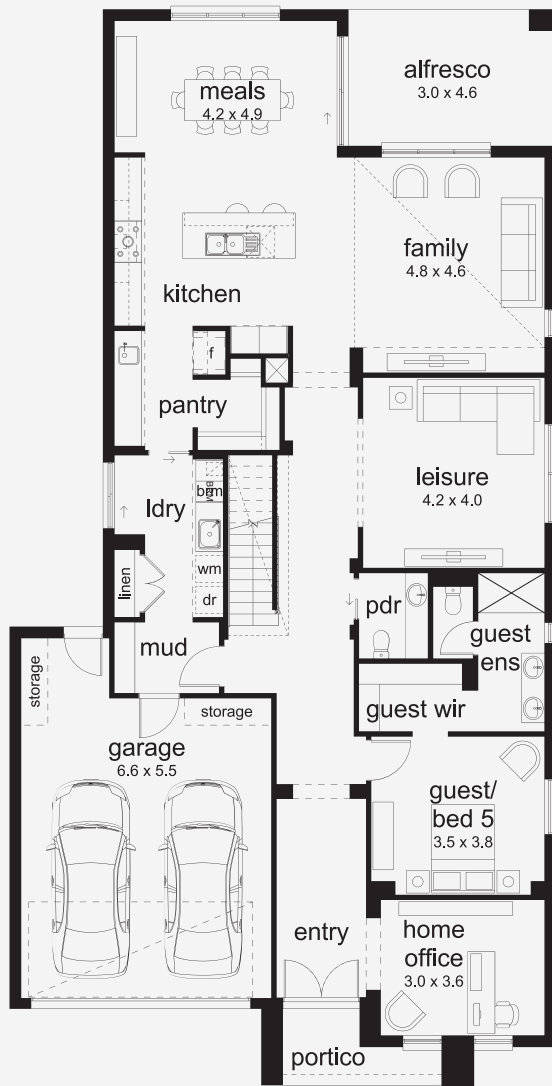 meals
4.2 x 4.9
alfresco
3.0 x 4.6
family
4.8 x 4.6
kitchen
f
pantry
leisure
4.2 x 4.0
ldry
brm
linen
wm
dr
pdr
guest
ens
mud
storage
storage
guest wir
garage
6.6 x 5.5
guest/
bed 5
3.5 x 3.8
entry
home
office
3.0 x 3.6
portico